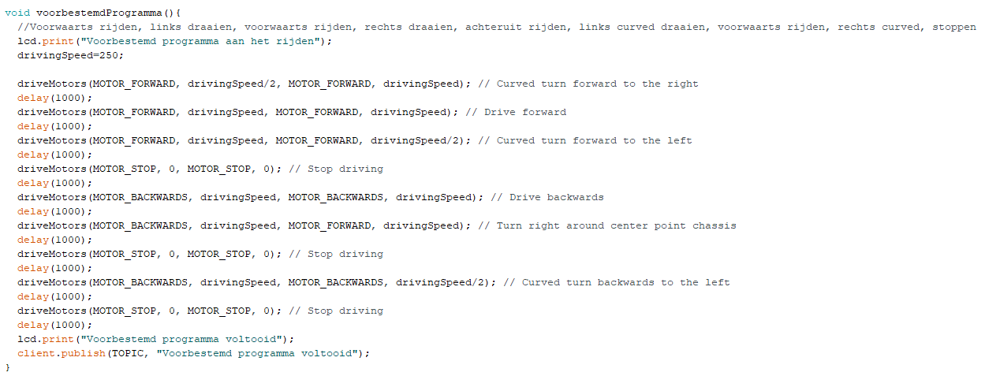 void voorbestemdProgramma(){
//Voorwaarts rijden, links draaien, voorwaarts rijden, rechts draaien, achteruit rijden, links curved draaien, voorwaarts rijden, rechts curved, stoppen
lcd.print("Voorbestemd programma aan het rijden");
drivingSpeed=250;
driveMotors(MOTOR_FORWARD, drivingSpeed/2, MOTOR_FORWARD, drivingSpeed); // Curved turn forward to the right
delay(1000);
driveMotors(MOTOR_FORWARD, drivingSpeed, MOTOR_FORWARD, drivingSpeed); // Drive forward
delay(1000);
driveMotors(MOTOR_FORWARD, drivingSpeed, MOTOR_FORWARD, drivingSpeed/2); // Curved turn forward to the left
delay(1000);
driveMotors(MOTOR_STOP, 0, MOTOR_STOP, 0); // Stop driving
delay(1000);
driveMotors(MOTOR_BACKWARDS, drivingSpeed, MOTOR_BACKWARDS, drivingSpeed); // Drive backwards
delay(1000);
driveMotors(MOTOR_BACKWARDS, drivingSpeed, MOTOR_FORWARD, drivingSpeed); // Turn right around center point chassis
delay(1000);
driveMotors(MOTOR_STOP, 0, MOTOR_STOP, 0); // Stop driving
delay(1000);
driveMotors(MOTOR_BACKWARDS, drivingSpeed, MOTOR_BACKWARDS, drivingSpeed/2); // Curved turn backwards to the left
delay(1000);
driveMotors(MOTOR_STOP, 0, MOTOR_STOP, 0); // Stop driving
delay(1000);
lcd.print("Voorbestemd programma voltooid");
client.publish(TOPIC, "Voorbestemd programma voltooid");
}